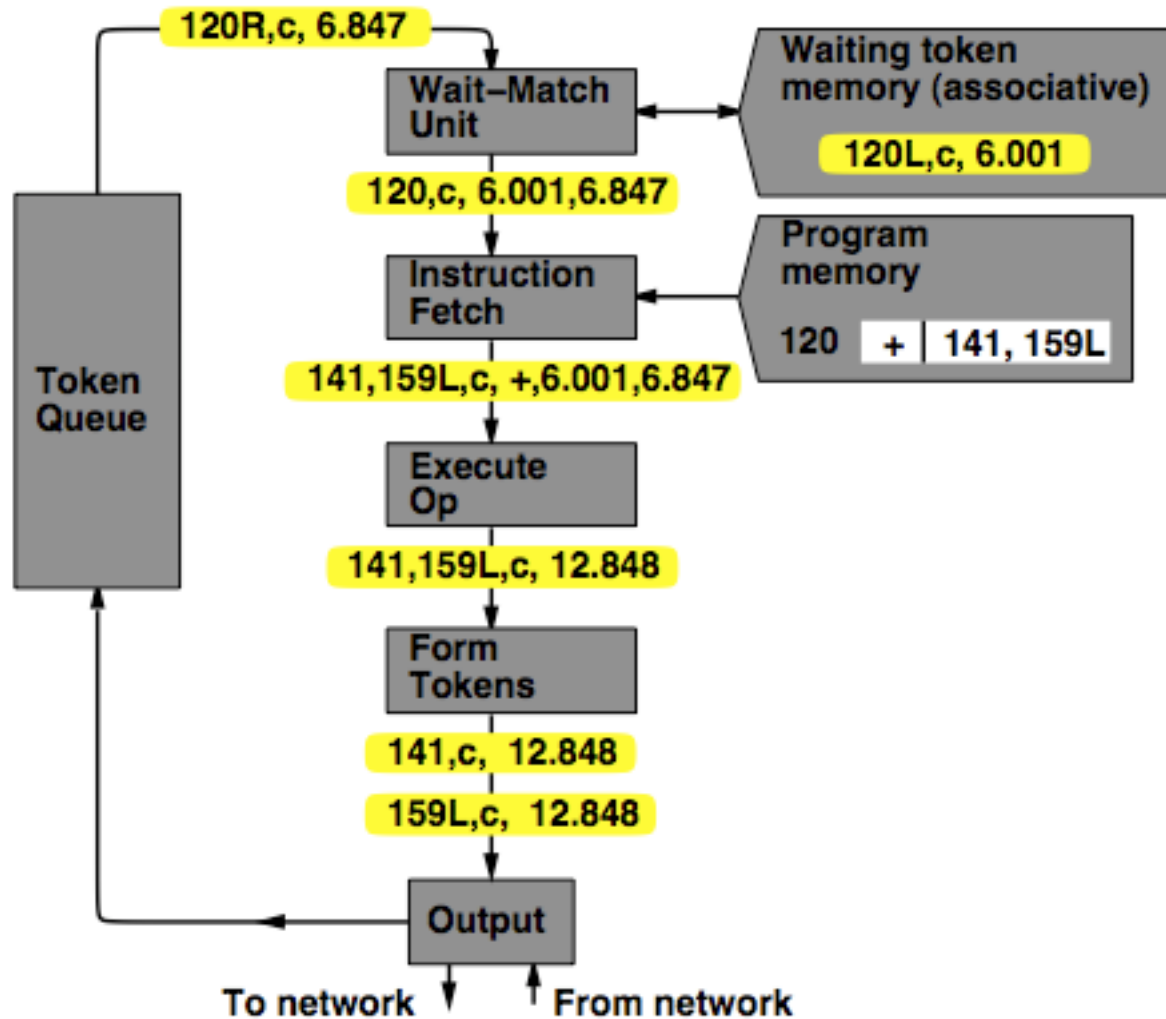 120R,c, 6.847
Wait–Match
Unit
Waiting token
memory (associative)
120L,c, 6.001
120,c, 6.001,6.847
Program
memory
120 + 141, 159L
Instruction
Fetch
141,159L,c, +,6.001,6.847
Token
Queue
Execute
Op
141,159L,c, 12.848
Form
Tokens
141,c, 12.848
159L,c, 12.848
Output
To network
From network